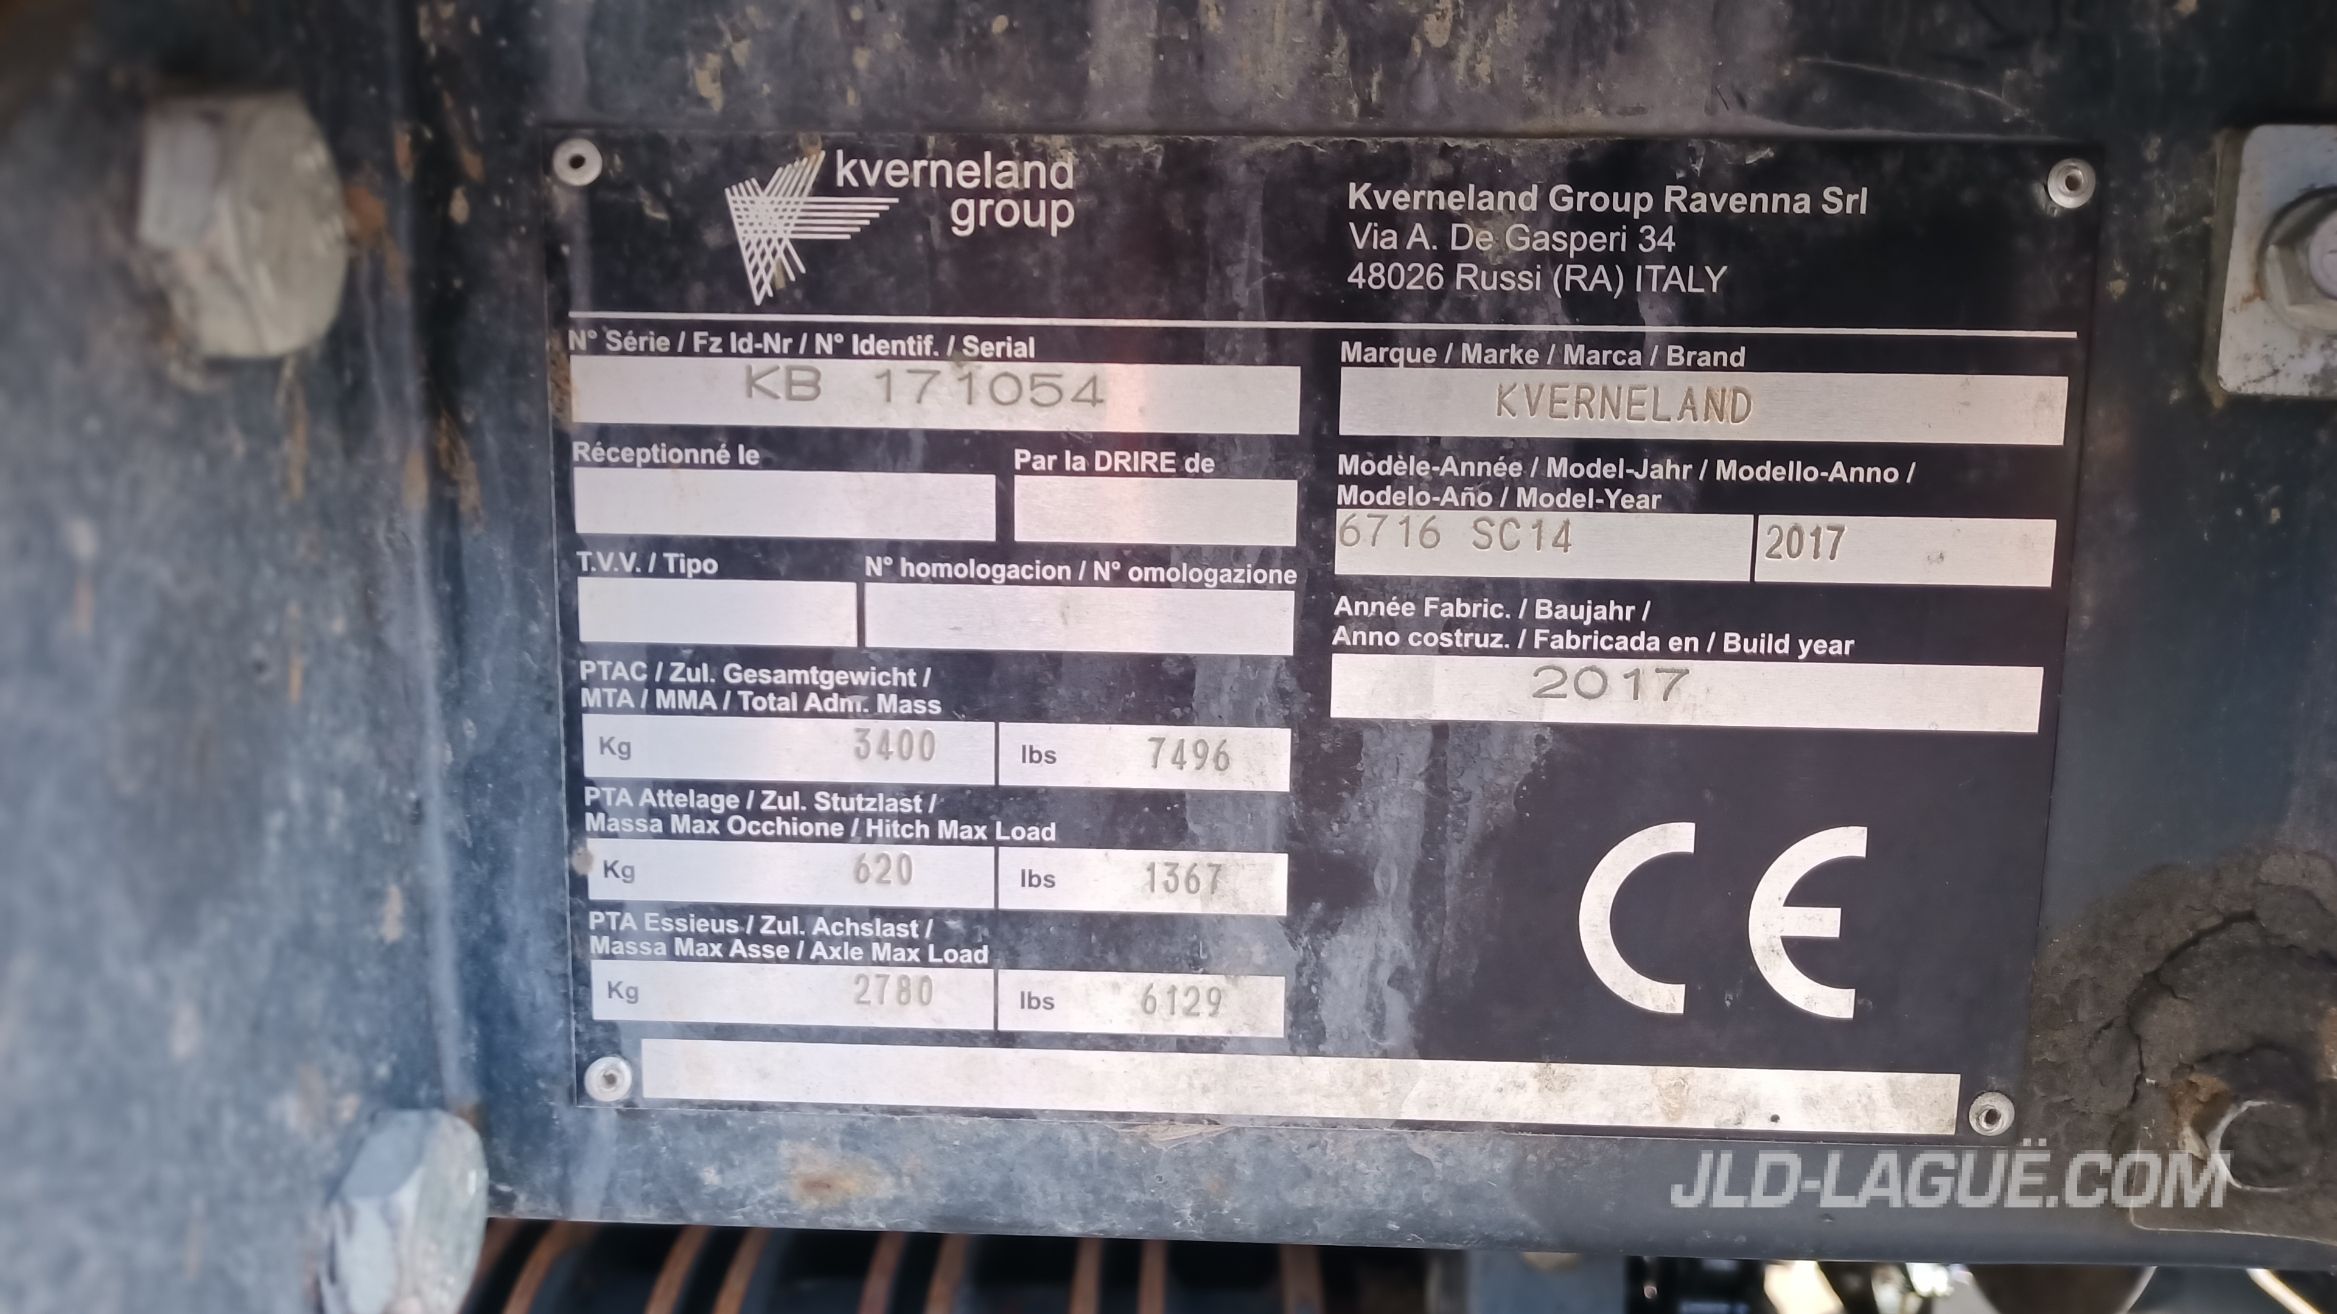 kverneland
group
Kverneland Group Ravenna Srl
Via A. De Gasperi 34
48026 Russi (RA) ITALY
N° Série / Fz Id-Nr / N° Identif. / Serial
KB 171054
Marque / Marke / Marca / Brand
KVERNELAND
Réceptionné le
Par la DRIRE de
Modèle-Année / Model-Jahr / Modello-Anno /
Modelo-Año / Model-Year
6716 SC14
2017
T.V.V. / Tipo
N° homologacion / N° omologazione
Année Fabric. / Baujahr /
Anno costruz. / Fabricada en / Build year
2017
PTAC / Zul. Gesamtgewicht /
MTA / MMA / Total Adm. Mass
Kg 3400 lbs 7496
PTA Attelage / Zul. Stutzlast /
Massa Max Occhione / Hitch Max Load
Kg 620 lbs 1367
PTA Essieus / Zul. Achslast /
Massa Max Asse / Axle Max Load
Kg 2780 lbs 6129
CE
JLD-LAGUË.COM